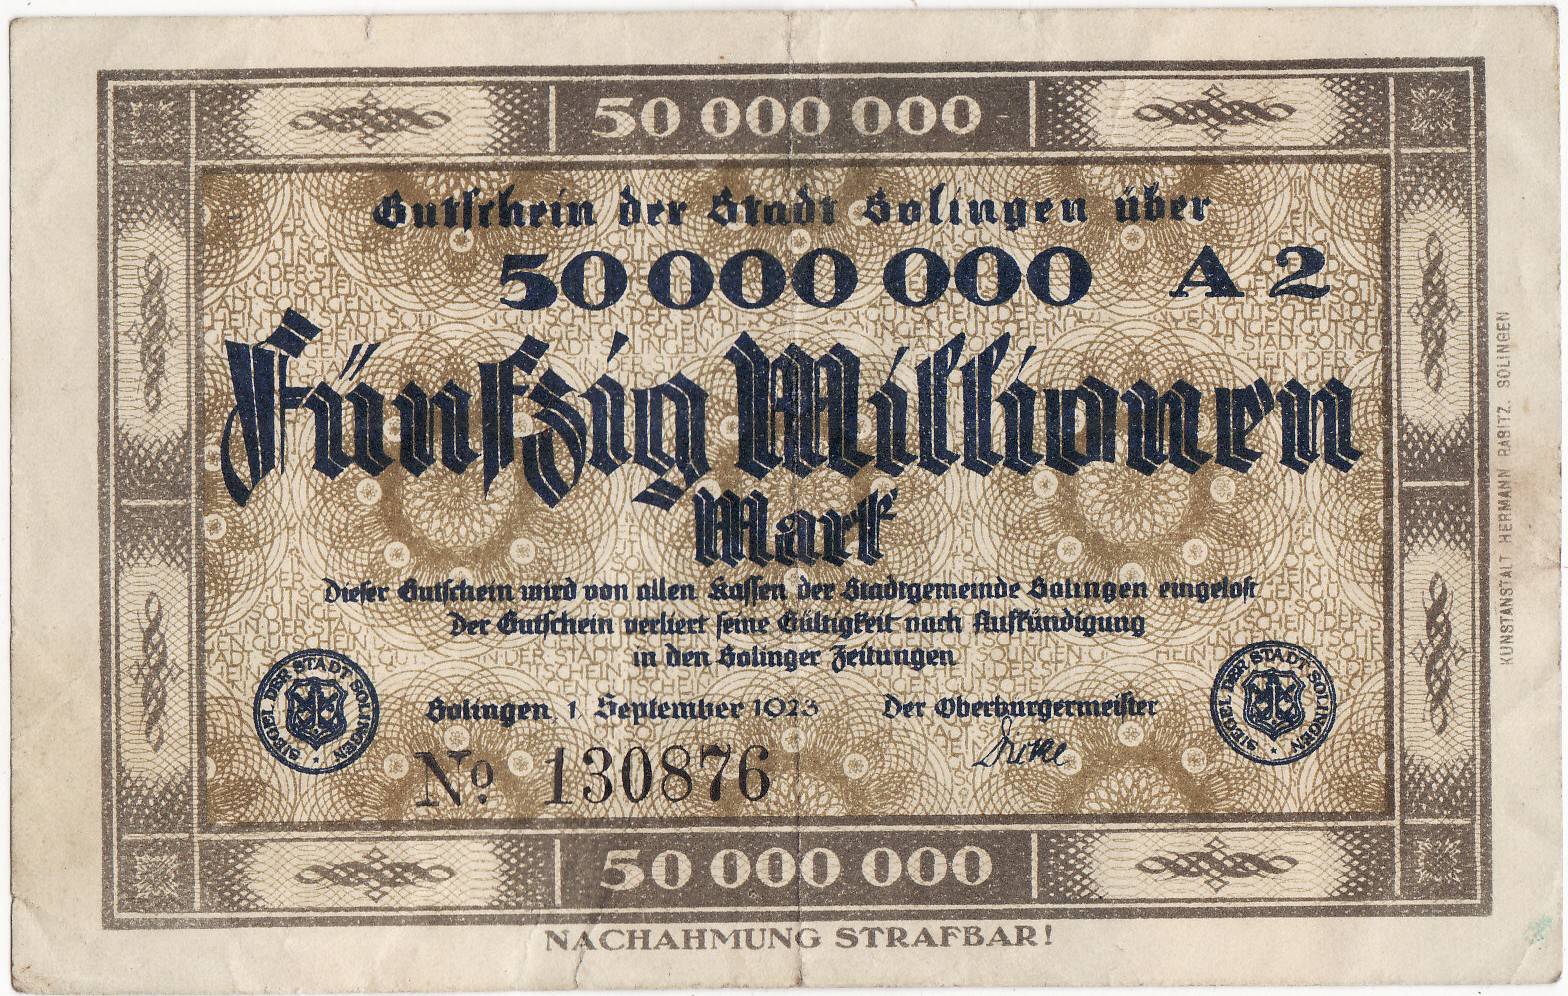 50 000 000
Gutschein der Stadt Solingen über
50 000 000 A 2
Fünfzig Millionen
Mark
Dieser Gutschein wird von allen Kassen der Stadtgemeinde Solingen eingelöst
Der Gutschein verliert seine Gültigkeit nach Aufkündigung
in den Solinger Zeitungen
Solingen, 1. September 1923 Der Oberbürgermeister
SIEGEL DER STADT SOLINGEN
SIEGEL DER STADT SOLINGEN
No. 130876
50 000 000
NACHAHMUNG STRAFBAR!
KUNSTANSTALT HERMANN RABITZ. SOLINGEN